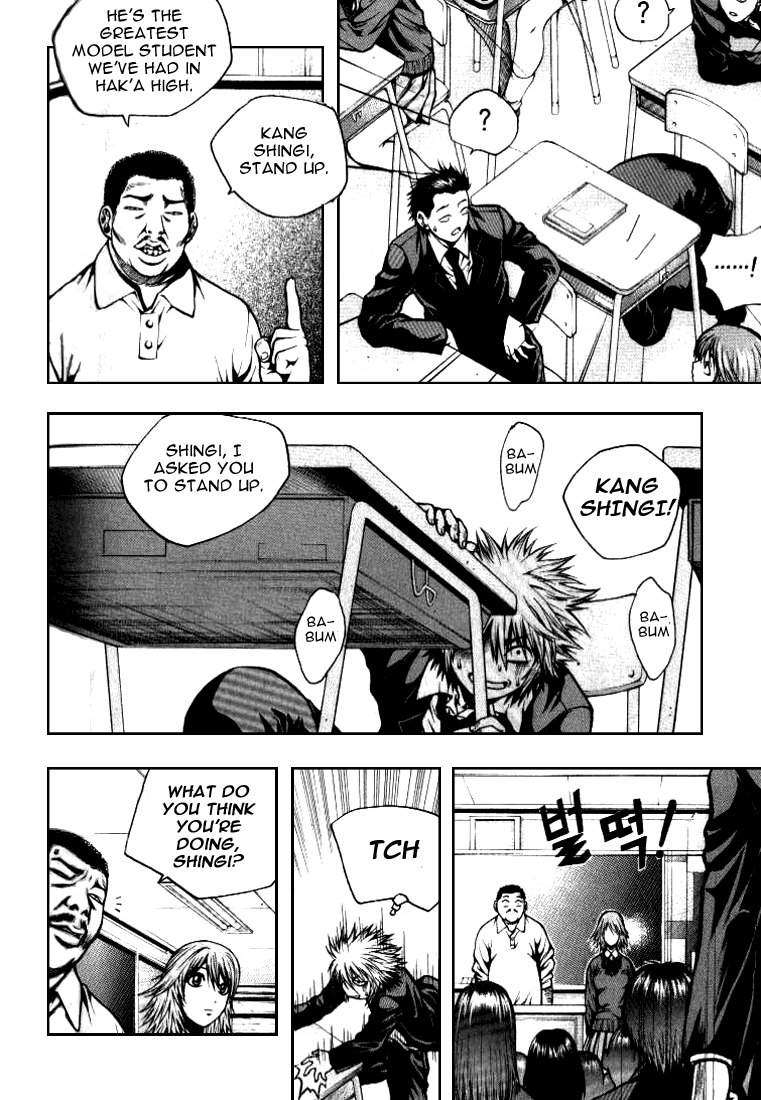 HE'S THE
GREATEST
MODEL STUDENT
WE'VE HAD IN
HAK'A HIGH.
KANG
SHINGI,
STAND UP.
?
?
......!
SHINGI, I
ASKED YOU
TO STAND UP.
BA-
BUM
KANG
SHINGI!
BA-
BUM
BA-
BUM
WHAT DO
YOU THINK
YOU'RE
DOING,
SHINGI?
TCH
벌떡!